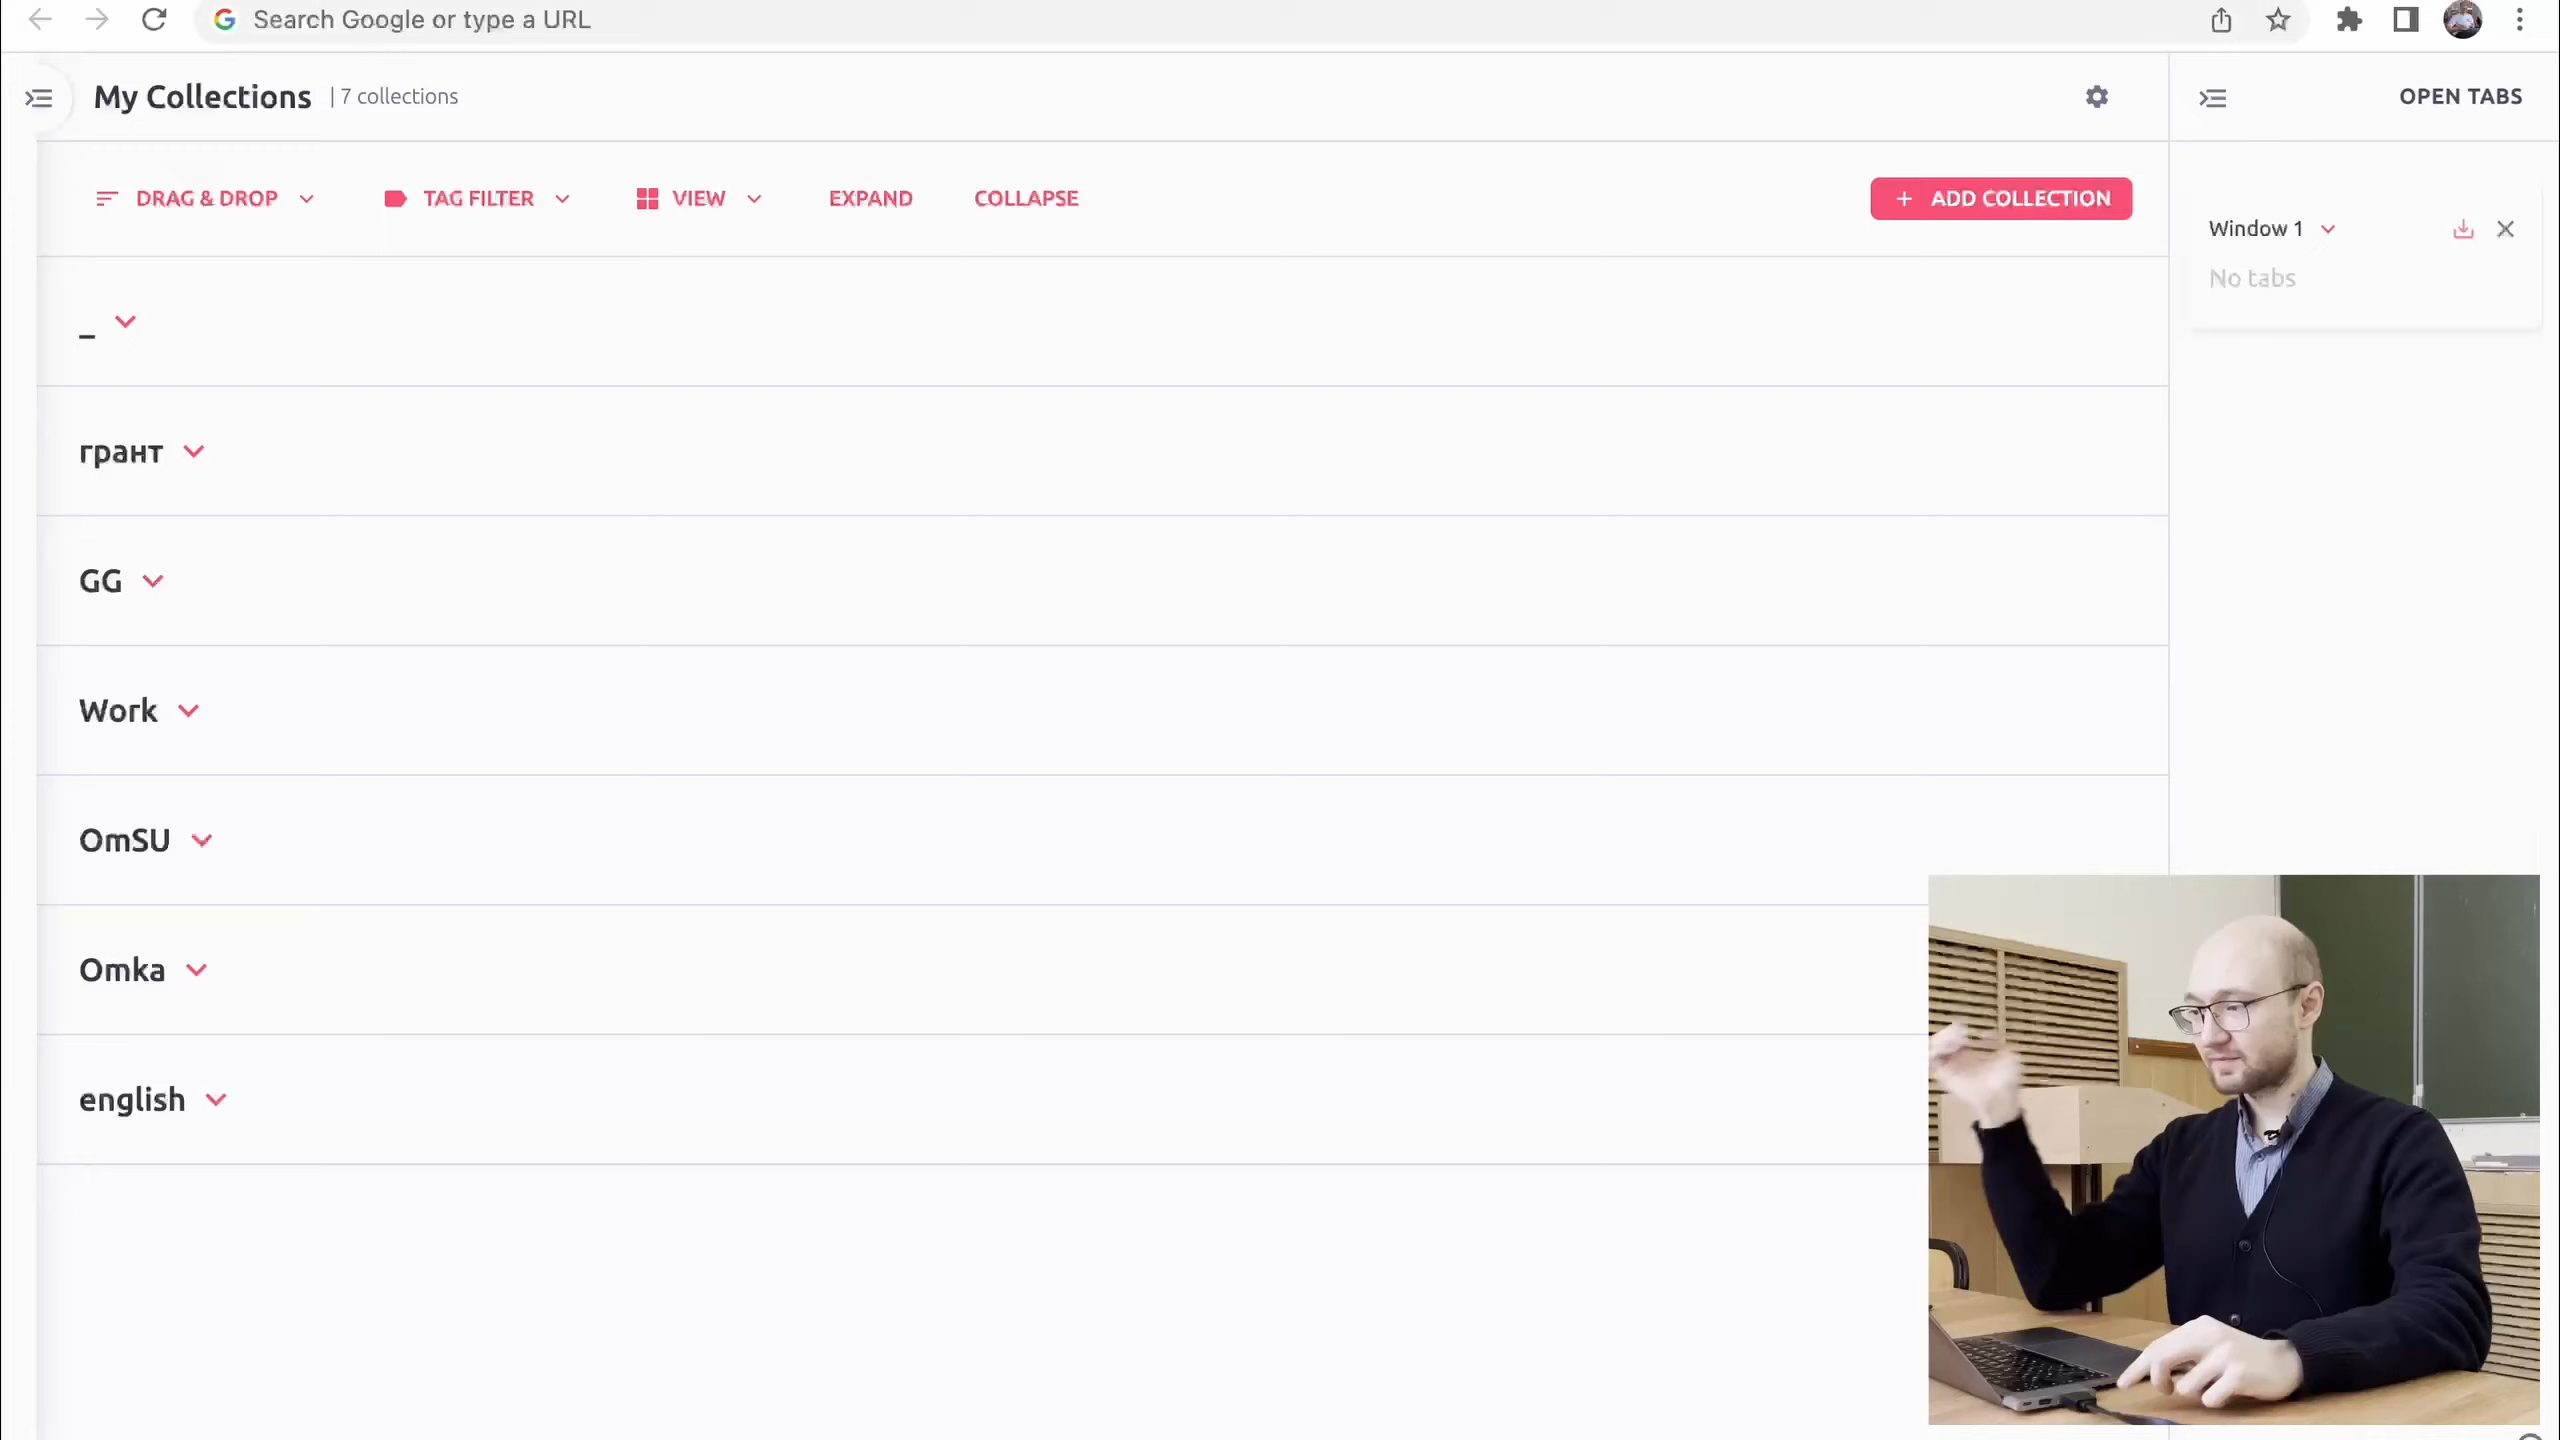 Search Google or type a URL
My Collections | 7 collections
OPEN TABS
DRAG & DROP TAG FILTER VIEW EXPAND COLLAPSE + ADD COLLECTION
Window 1
No tabs
_
грант
GG
Work
OmSU
Omka
english